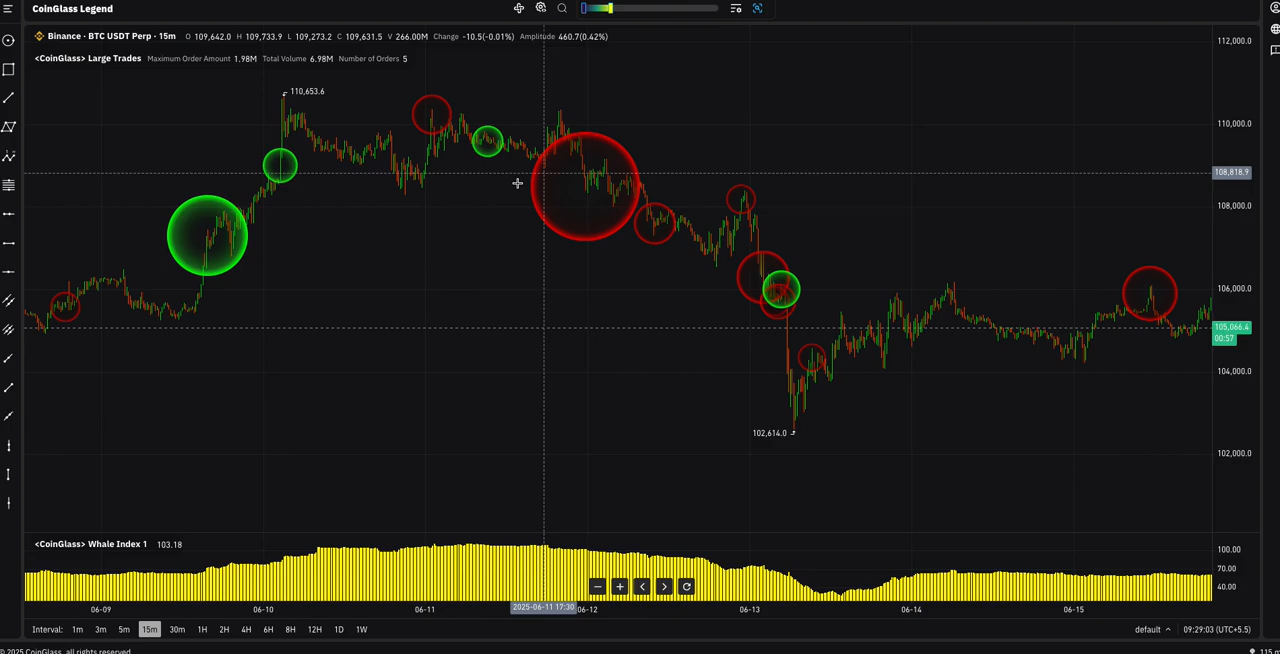 CoinGlass Legend
Binance · BTC USDT Perp · 15m O 109,642.0 H 109,733.9 L 109,273.2 C 109,631.5 V 266.00M Change -10.5(-0.01%) Amplitude 460.7(0.42%)
<CoinGlass> Large Trades Maximum Order Amount 1.98M Total Volume 6.98M Number of Orders 5
112,000.0
110,653.6
110,000.0
108,818.9
108,000.0
106,000.0
105,066.4
00:57
104,000.0
102,614.0
102,000.0
<CoinGlass> Whale Index 1 103.18
100.00
70.00
40.00
06-09 06-10 06-11 2025-06-11 17:30 06-12 06-13 06-14 06-15
Interval: 1m 3m 5m 15m 30m 1H 2H 4H 6H 8H 12H 1D 1W default 09:29:03 (UTC+5.5)
© 2025 CoinGlass, all rights reserved 115 m